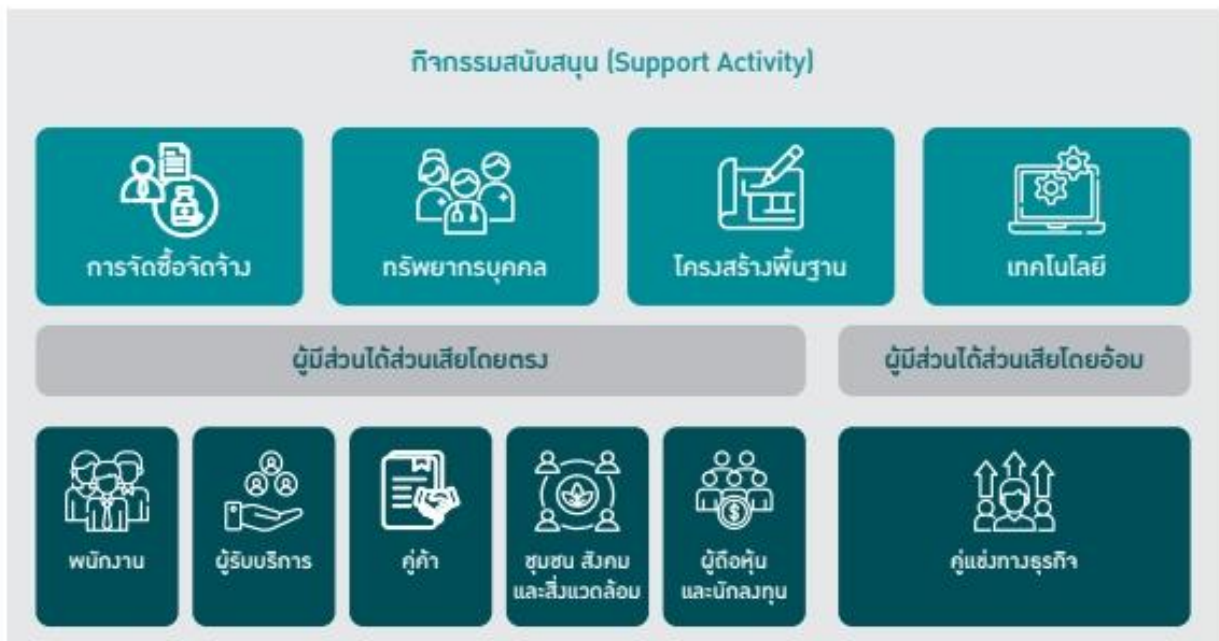 กิจกรรมสนับสนุน (Support Activity)
การจัดซื้อจัดจ้าง
ทรัพยากรบุคคล
โครงสร้างพื้นฐาน
เทคโนโลยี
ผู้มีส่วนได้ส่วนเสียโดยตรง
ผู้มีส่วนได้ส่วนเสียโดยอ้อม
พนักงาน
ผู้รับบริการ
คู่ค้า
ชุมชน สังคม
และสิ่งแวดล้อม
ผู้ถือหุ้น
และนักลงทุน
คู่แข่งทางธุรกิจ